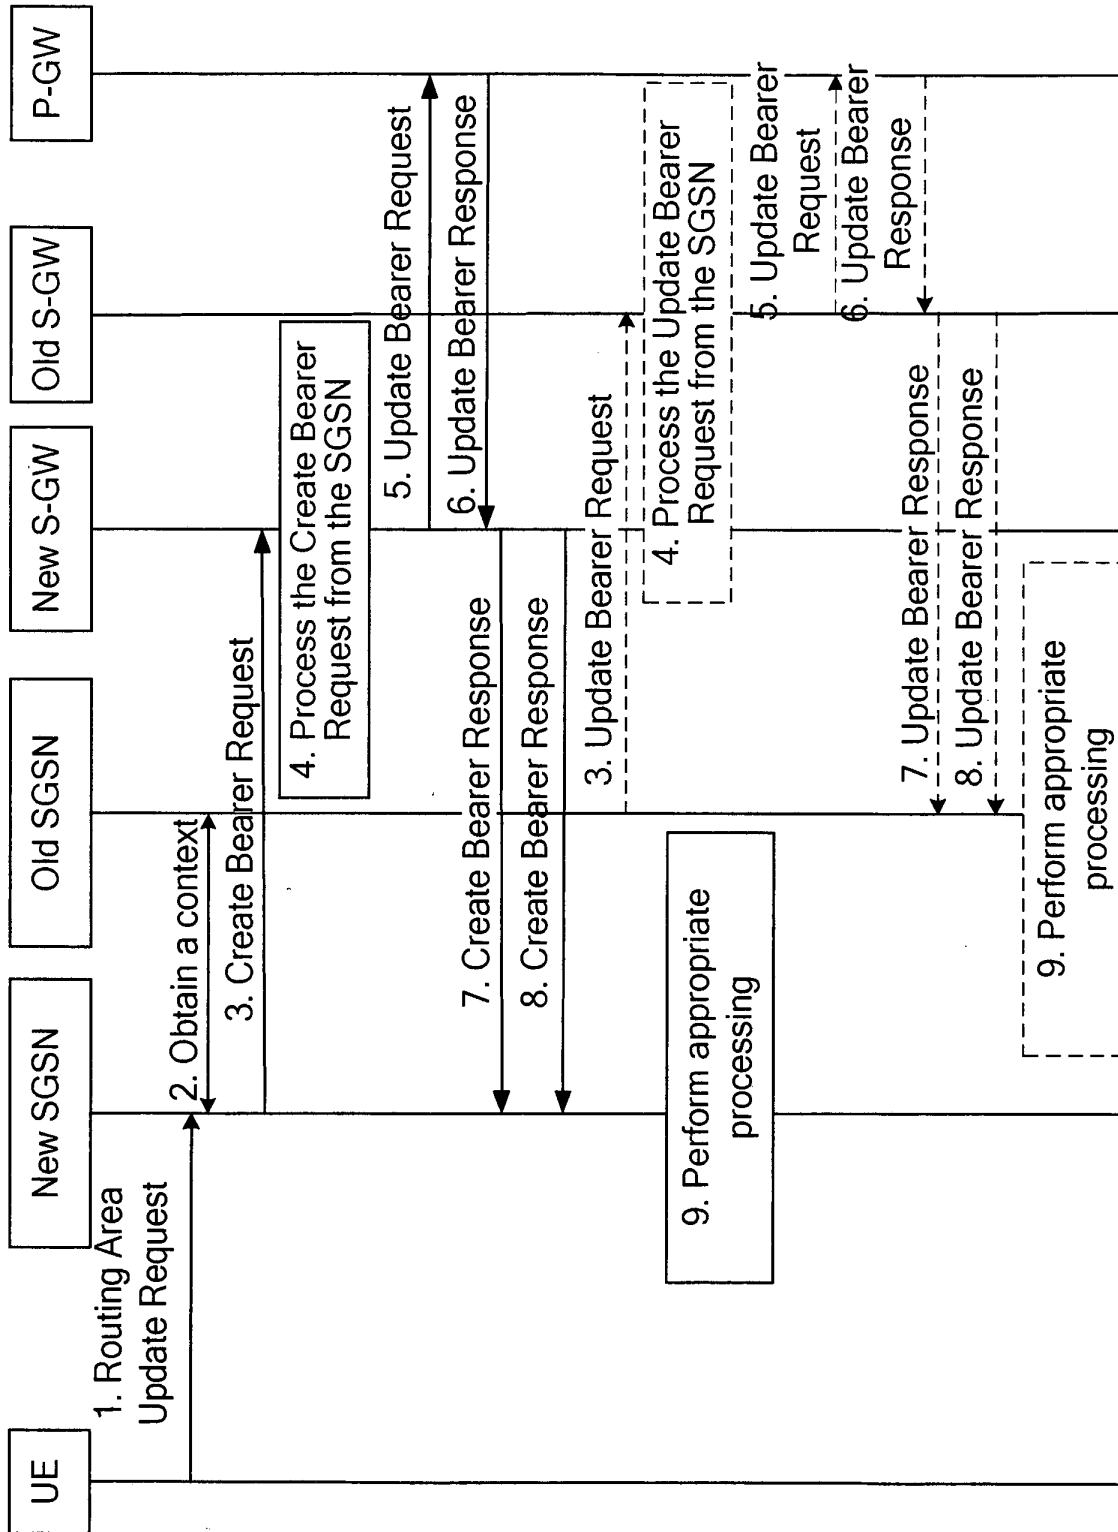 UE
New SGSN
Old SGSN
New S-GW
Old S-GW
P-GW
1. Routing Area
Update Request
2. Obtain a context
3. Create Bearer Request
4. Process the Create Bearer
Request from the SGSN
5. Update Bearer Request
6. Update Bearer Response
7. Create Bearer Response
8. Create Bearer Response
3. Update Bearer Request
4. Process the Update Bearer
Request from the SGSN
9. Perform appropriate
processing
5. Update Bearer
Request
6. Update Bearer
Response
7. Update Bearer Response
8. Update Bearer Response
9. Perform appropriate
processing